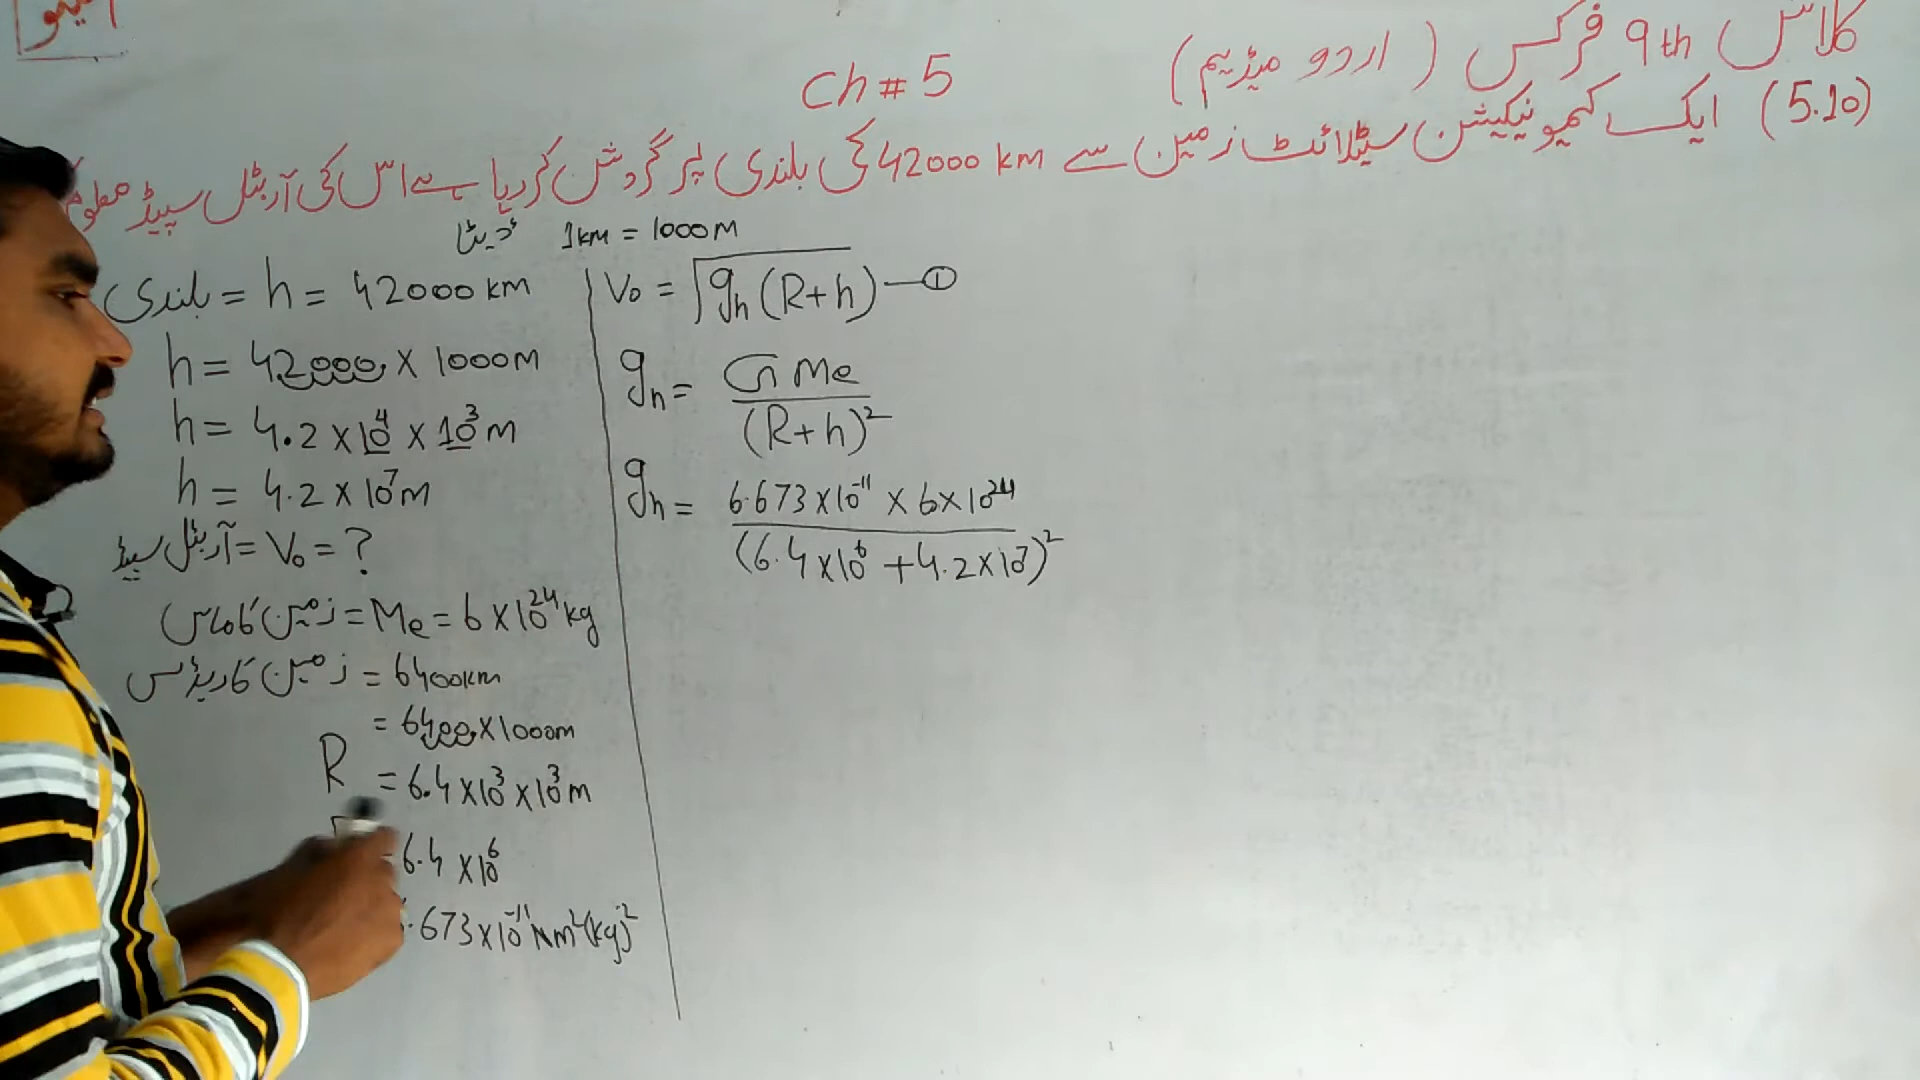 کلاس 9th فزکس (اردو میڈیم)
Ch # 5
(5.10) ایک کمیونیکیشن سیٹلائٹ زمین سے 42000 km کی بلندی پر گردش کر رہا ہے اس کی آربٹل سپیڈ معلوم
ڈیٹا 1km = 1000m
بلندی = h = 42000 km
h = 42000 × 1000m
h = 4.2 × 10⁴ × 10³ m
h = 4.2 × 10⁷ m
آربٹل سپیڈ = V₀ = ?
زمین کا ماس = Me = 6 × 10²⁴ kg
زمین کا ریڈئس = 6400km
= 6400 × 1000m
R = 6.4 × 10³ × 10³ m
6.4 × 10⁶
.673 × 10⁻¹¹ Nm²(kg)⁻²
V₀ = √gₕ(R+h) — ①
gₕ = GMe / (R+h)²
gₕ = 6.673 × 10⁻¹¹ × 6 × 10²⁴ / (6.4 × 10⁶ + 4.2 × 10⁷)²